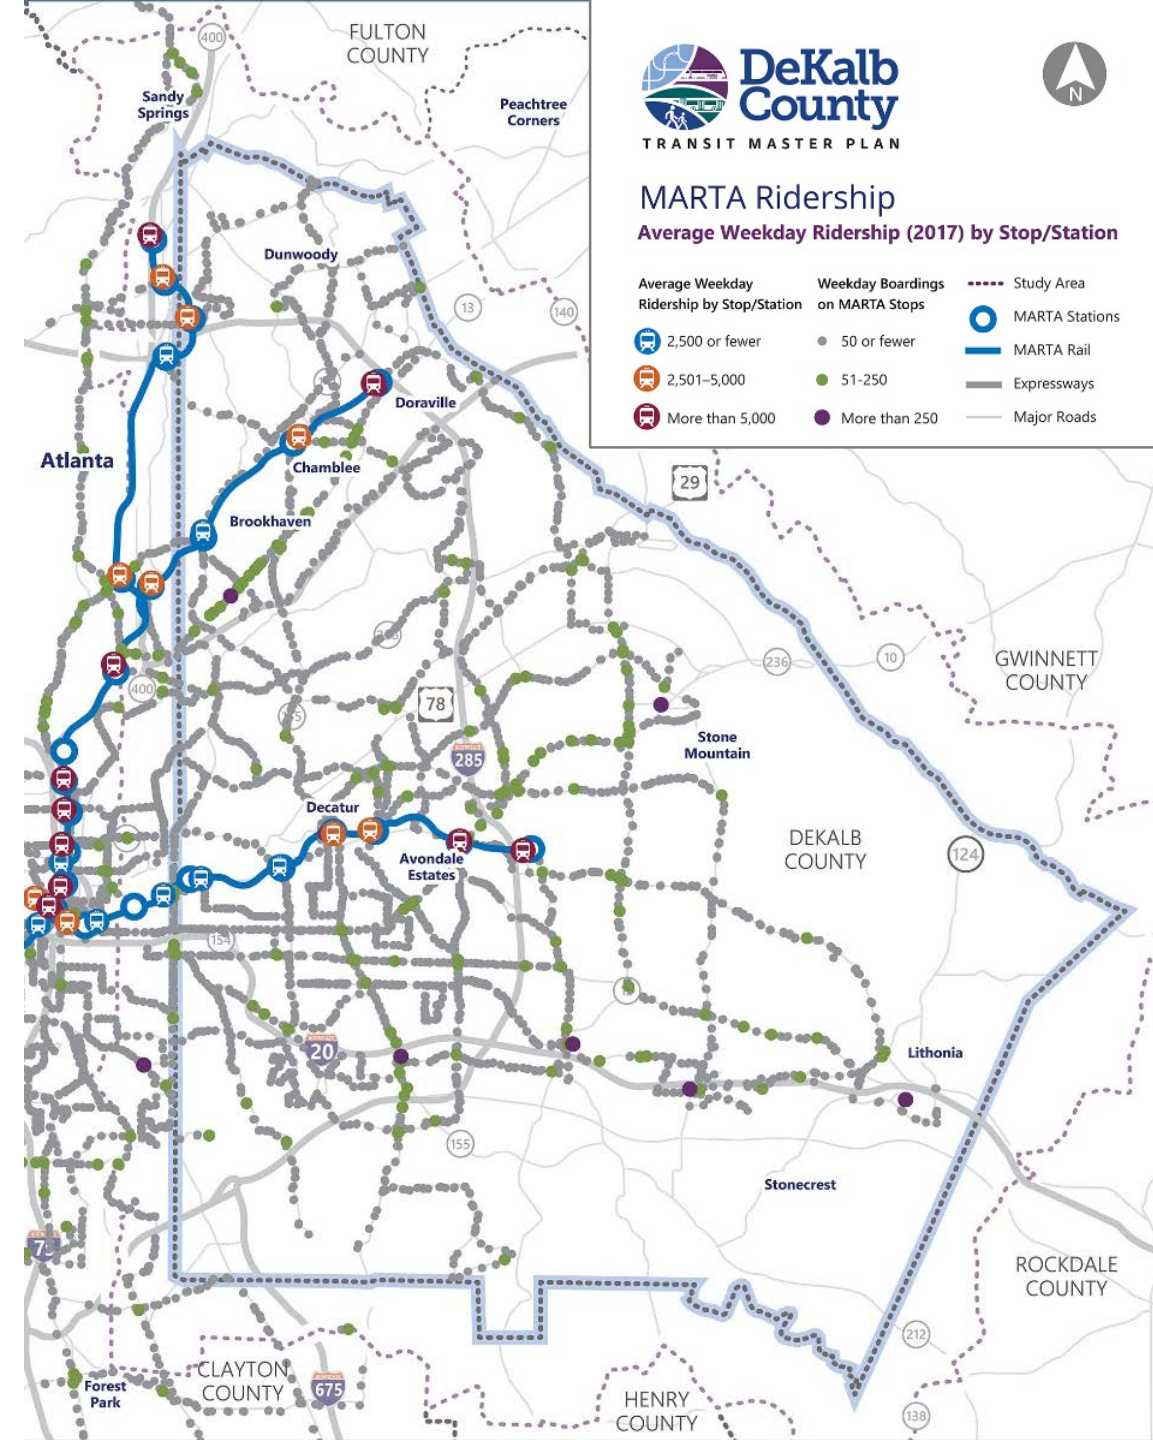 FULTON
COUNTY
400
Sandy
Springs
Peachtree
Corners
DeKalb
County
TRANSIT MASTER PLAN
N
MARTA Ridership
Average Weekday Ridership (2017) by Stop/Station
Average Weekday
Ridership by Stop/Station
2,500 or fewer
2,501–5,000
More than 5,000
Weekday Boardings
on MARTA Stops
50 or fewer
51-250
More than 250
Study Area
MARTA Stations
MARTA Rail
Expressways
Major Roads
Dunwoody
13
140
Doraville
Atlanta
Chamblee
29
Brookhaven
236
10
GWINNETT
COUNTY
400
78
Stone
Mountain
285
Decatur
DEKALB
COUNTY
124
Avondale
Estates
154
20
Lithonia
155
Stonecrest
ROCKDALE
COUNTY
212
CLAYTON
COUNTY
675
Forest
Park
HENRY
COUNTY
138